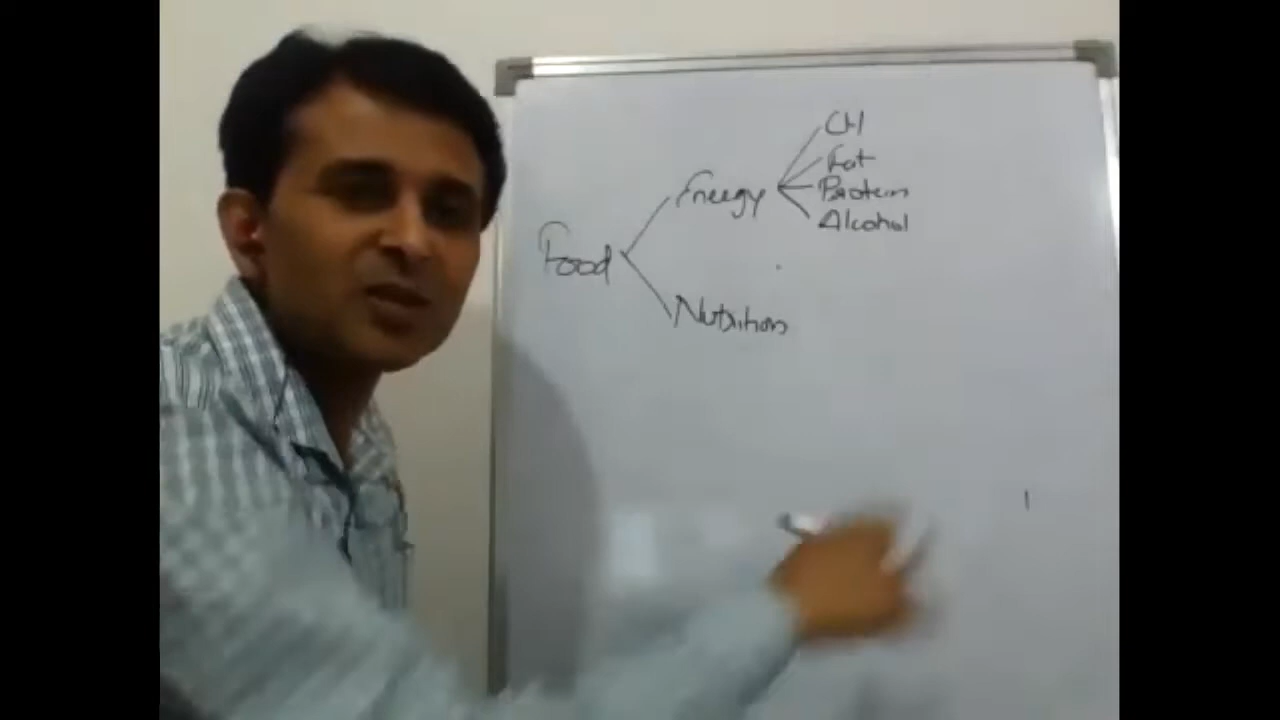 CH
Fat
Energy
Protein
Alcohol
Food
Nutrition